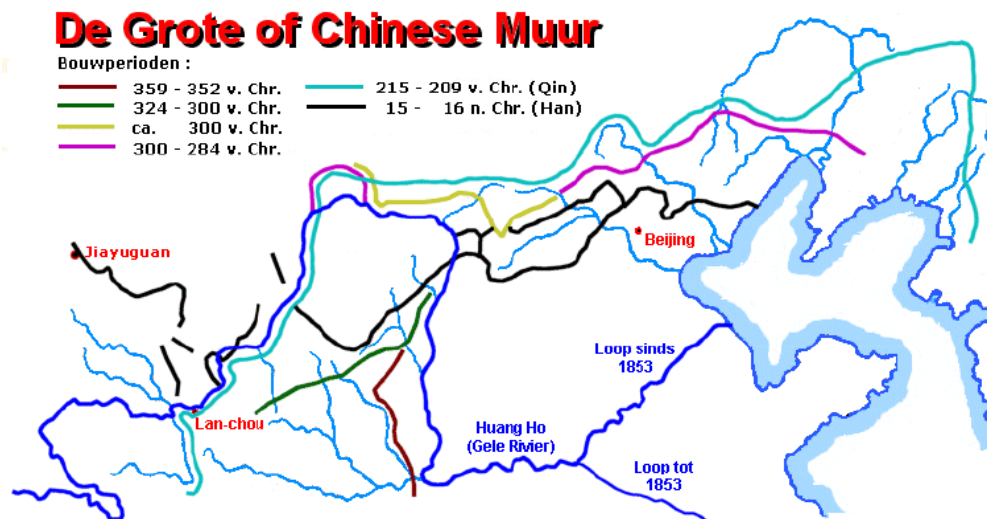 De Grote of Chinese Muur
Bouwperioden :
359 - 352 v. Chr.
324 - 300 v. Chr.
ca. 300 v. Chr.
300 - 284 v. Chr.
215 - 209 v. Chr. (Qin)
15 - 16 n. Chr. (Han)
Jiayuguan
Beijing
Lan-chou
Loop sinds
1853
Huang Ho
(Gele Rivier)
Loop tot
1853